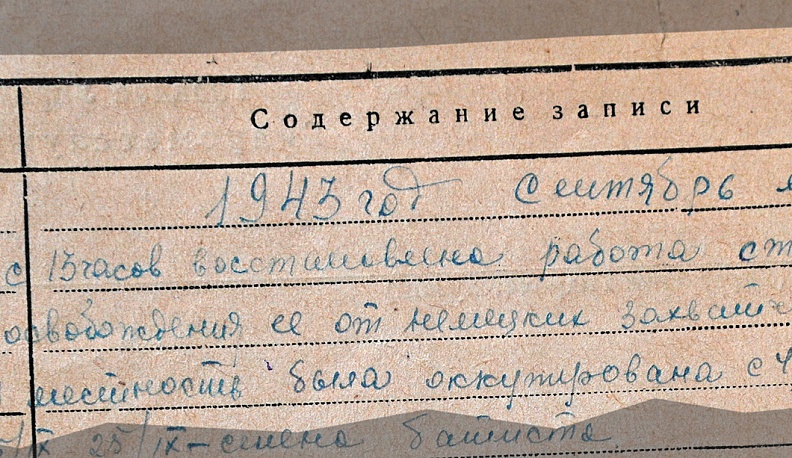 Содержание записи
1943 год Сентябрь
с 13 часов восстановлена работа ст
освобождения ее от немецких захват
местность была оккупирована с
25/IX - смена